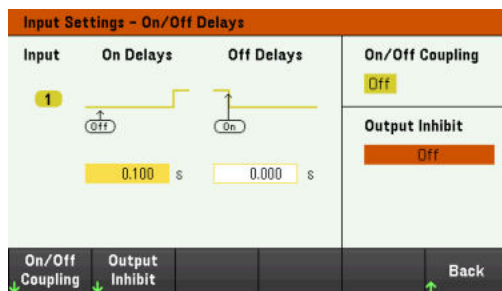 Input Settings - On/Off Delays
Input On Delays Off Delays
1
Off
On
0.100 s 0.000 s
On/Off Coupling
Off
Output Inhibit
Off
On/Off Coupling
Output Inhibit
Back